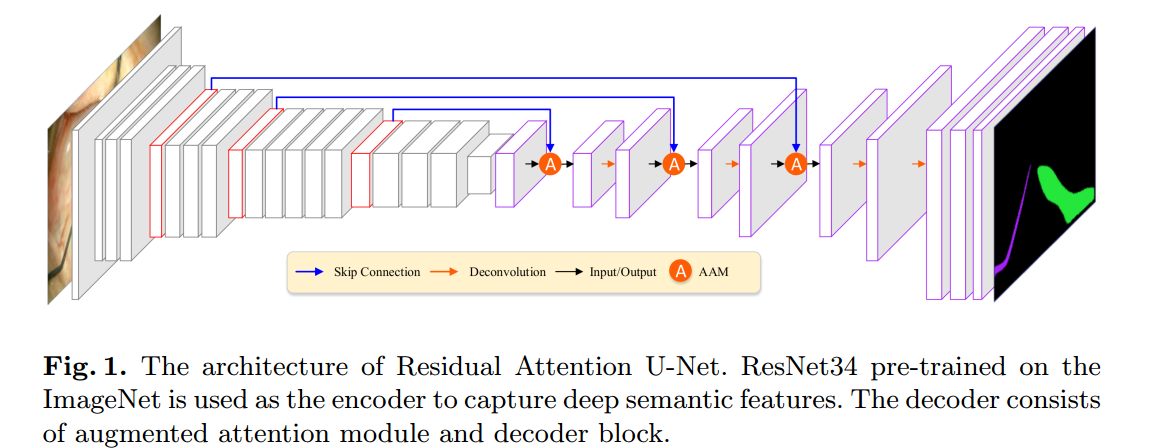 A
A
A
Skip Connection
Deconvolution
Input/Output
A
AAM
Fig. 1. The architecture of Residual Attention U-Net. ResNet34 pre-trained on the
ImageNet is used as the encoder to capture deep semantic features. The decoder consists
of augmented attention module and decoder block.